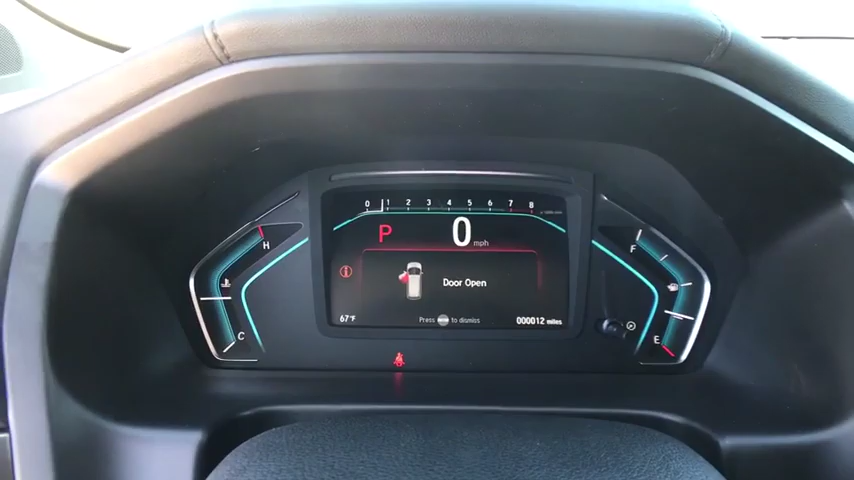 0 1 2 3 4 5 6 7 8
P 0 mph
H
F
Door Open
C
E
67°F
Press to dismiss
000012 miles